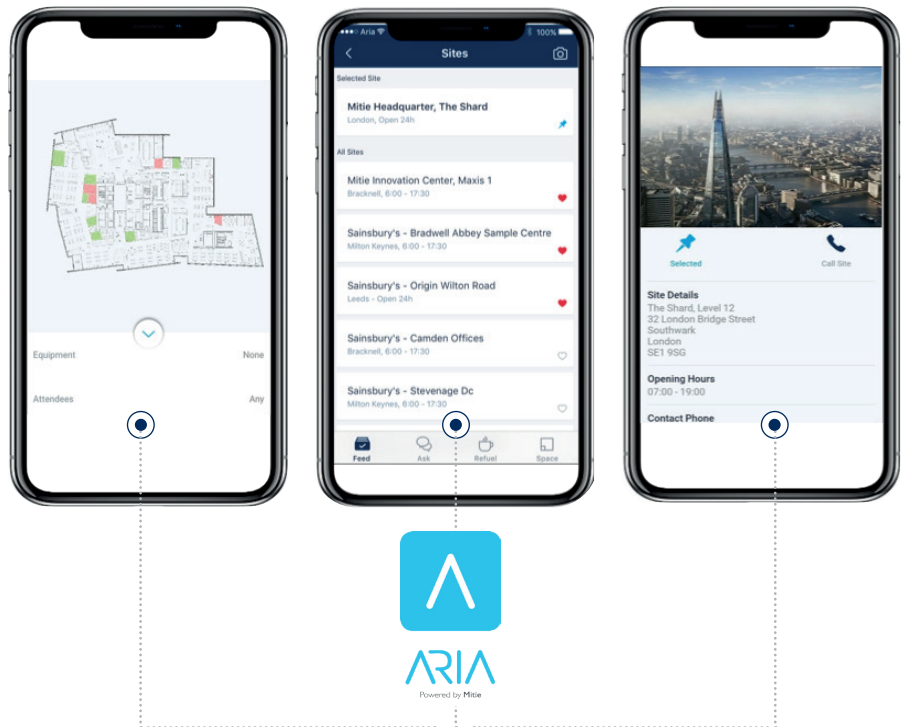 Equipment None
Attendees Any
Aria 100%
Sites
Selected Site
Mitie Headquarter, The Shard
London, Open 24h
All Sites
Mitie Innovation Center, Maxis 1
Bracknell, 6:00 - 17:30
Sainsbury's - Bradwell Abbey Sample Centre
Milton Keynes, 6:00 - 17:30
Sainsbury's - Origin Wilton Road
Leeds - Open 24h
Sainsbury's - Camden Offices
Bracknell, 6:00 - 17:30
Sainsbury's - Stevenage Dc
Milton Keynes, 6:00 - 17:30
Feed Ask Refuel Space
Selected Call Site
Site Details
The Shard, Level 12
32 London Bridge Street
Southwark
London
SE1 9SG
Opening Hours
07:00 - 19:00
Contact Phone
ARIA
Powered by Mitie